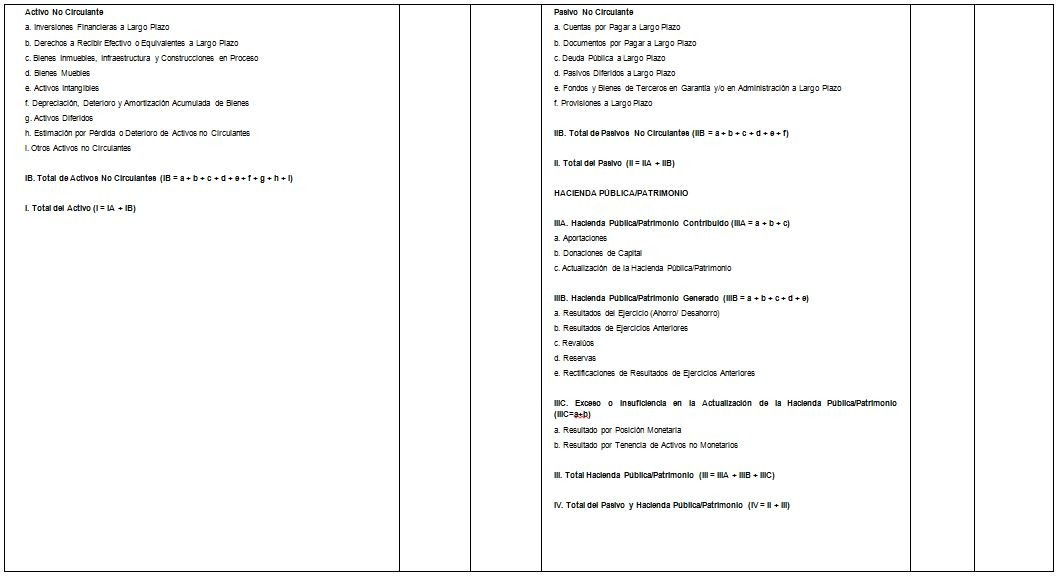 Activo No Circulante
a. Inversiones Financieras a Largo Plazo
b. Derechos a Recibir Efectivo o Equivalentes a Largo Plazo
c. Bienes Inmuebles, Infraestructura y Construcciones en Proceso
d. Bienes Muebles
e. Activos Intangibles
f. Depreciación, Deterioro y Amortización Acumulada de Bienes
g. Activos Diferidos
h. Estimación por Pérdida o Deterioro de Activos no Circulantes
i. Otros Activos no Circulantes
IB. Total de Activos No Circulantes (IB = a + b + c + d + e + f + g + h + i)
I. Total del Activo (I = IA + IB)
Pasivo No Circulante
a. Cuentas por Pagar a Largo Plazo
b. Documentos por Pagar a Largo Plazo
c. Deuda Pública a Largo Plazo
d. Pasivos Diferidos a Largo Plazo
e. Fondos y Bienes de Terceros en Garantía y/o en Administración a Largo Plazo
f. Provisiones a Largo Plazo
IIB. Total de Pasivos No Circulantes (IIB = a + b + c + d + e + f)
II. Total del Pasivo (II = IIA + IIB)
HACIENDA PÚBLICA/PATRIMONIO
IIIA. Hacienda Pública/Patrimonio Contribuido (IIIA = a + b + c)
a. Aportaciones
b. Donaciones de Capital
c. Actualización de la Hacienda Pública/Patrimonio
IIIB. Hacienda Pública/Patrimonio Generado (IIIB = a + b + c + d + e)
a. Resultados del Ejercicio (Ahorro/ Desahorro)
b. Resultados de Ejercicios Anteriores
c. Revalúos
d. Reservas
e. Rectificaciones de Resultados de Ejercicios Anteriores
IIIC. Exceso o Insuficiencia en la Actualización de la Hacienda Pública/Patrimonio
(IIIC=a+b)
a. Resultado por Posición Monetaria
b. Resultado por Tenencia de Activos no Monetarios
III. Total Hacienda Pública/Patrimonio (III = IIIA + IIIB + IIIC)
IV. Total del Pasivo y Hacienda Pública/Patrimonio (IV = II + III)